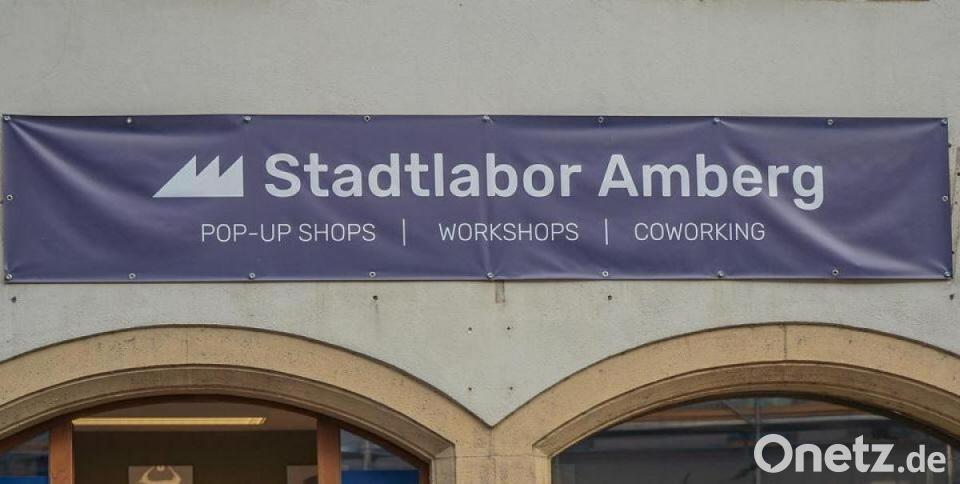 Stadtlabor Amberg
POP-UP SHOPS | WORKSHOPS | COWORKING
Onetz.de